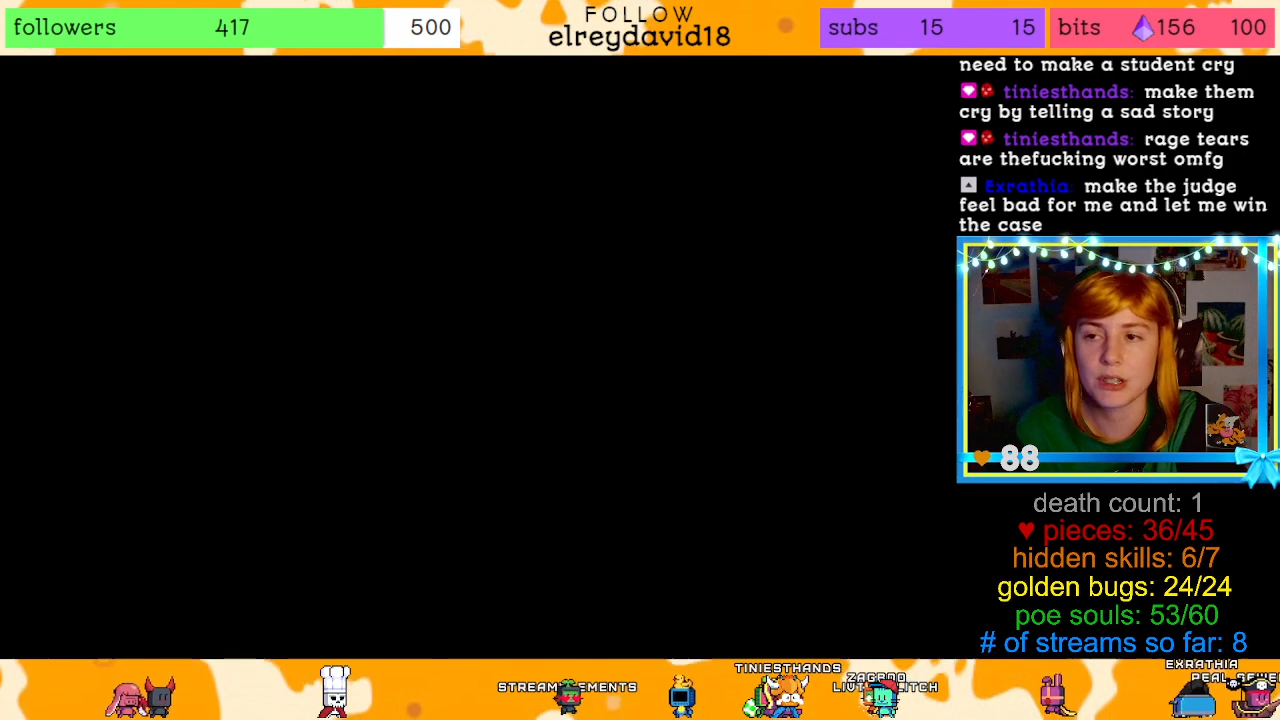 followers 417 500
FOLLOW
elreydavid18
subs 15 15
bits 156 100
need to make a student cry
tiniesthands: make them
cry by telling a sad story
tiniesthands: rage tears
are thefucking worst omfg
Exrathia: make the judge
feel bad for me and let me win
the case
88
death count: 1
♥ pieces: 36/45
hidden skills: 6/7
golden bugs: 24/24
poe souls: 53/60
# of streams so far: 8
TINIESTHANDS
EXRATHIA